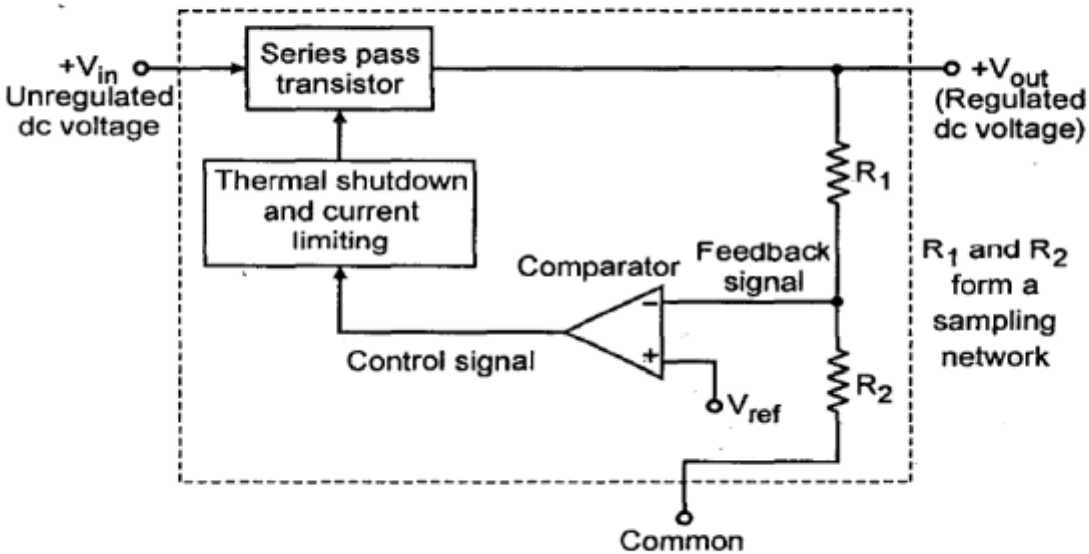 +Vin
Unregulated
dc voltage
Series pass
transistor
+Vout
(Regulated
dc voltage)
Thermal shutdown
and current
limiting
R1
Comparator
Feedback
signal
R1 and R2
form a
sampling
network
−
+
Control signal
Vref
R2
Common